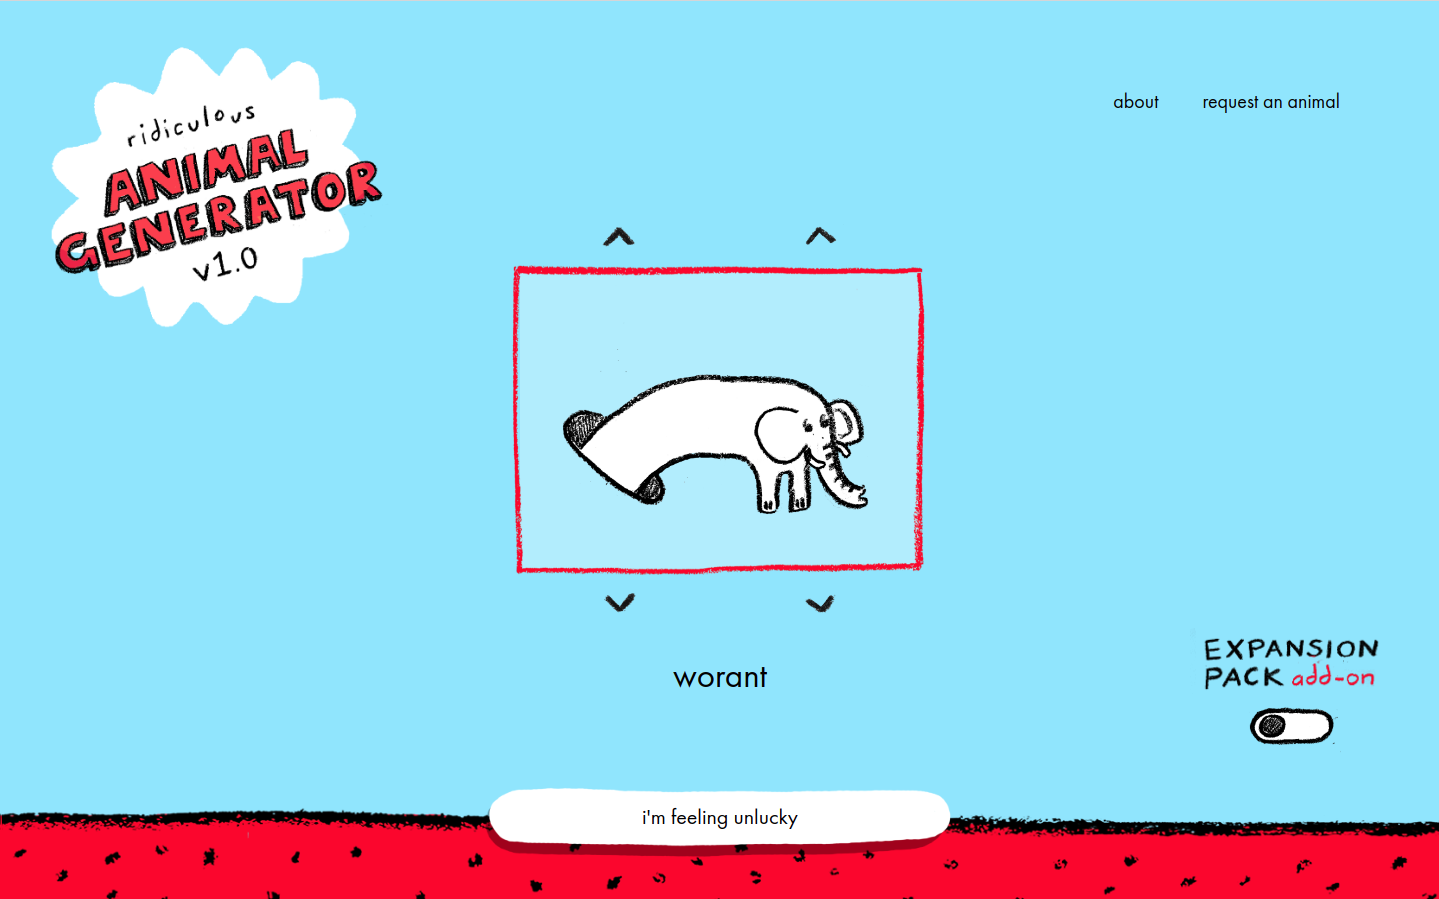 ridiculous
ANIMAL
GENERATOR
v1.0
about
request an animal
worant
EXPANSION
PACK add-on
i'm feeling unlucky